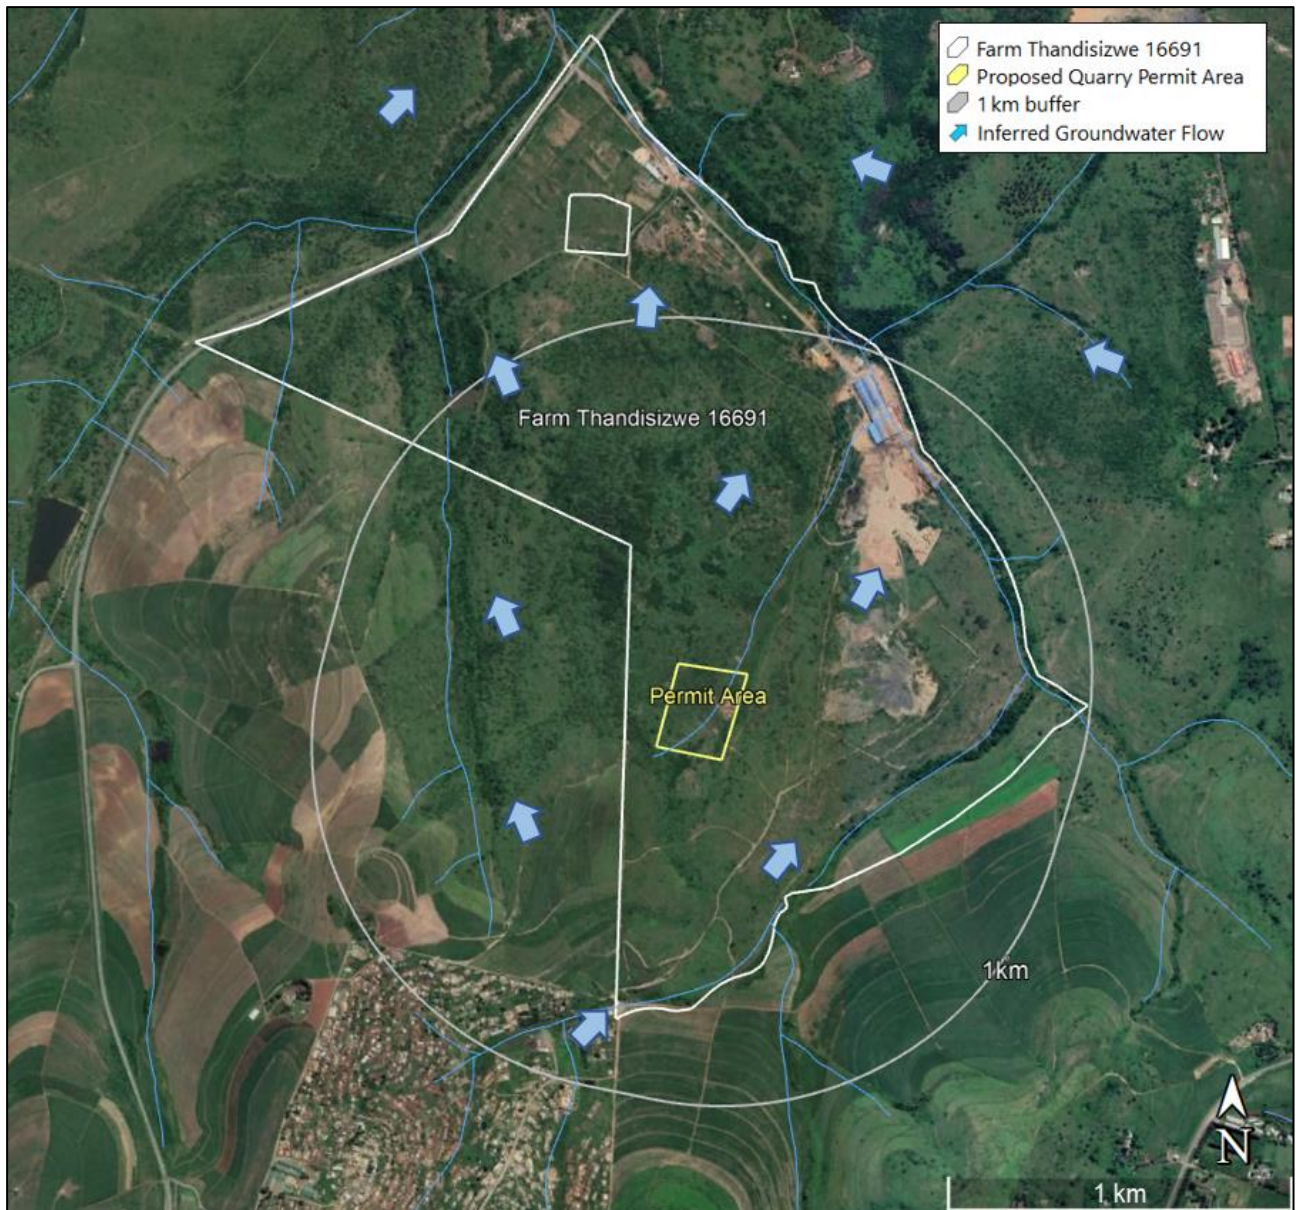 Farm Thandisizwe 16691
Proposed Quarry Permit Area
1 km buffer
Inferred Groundwater Flow
Farm Thandisizwe 16691
Permit Area
1km
N
1 km